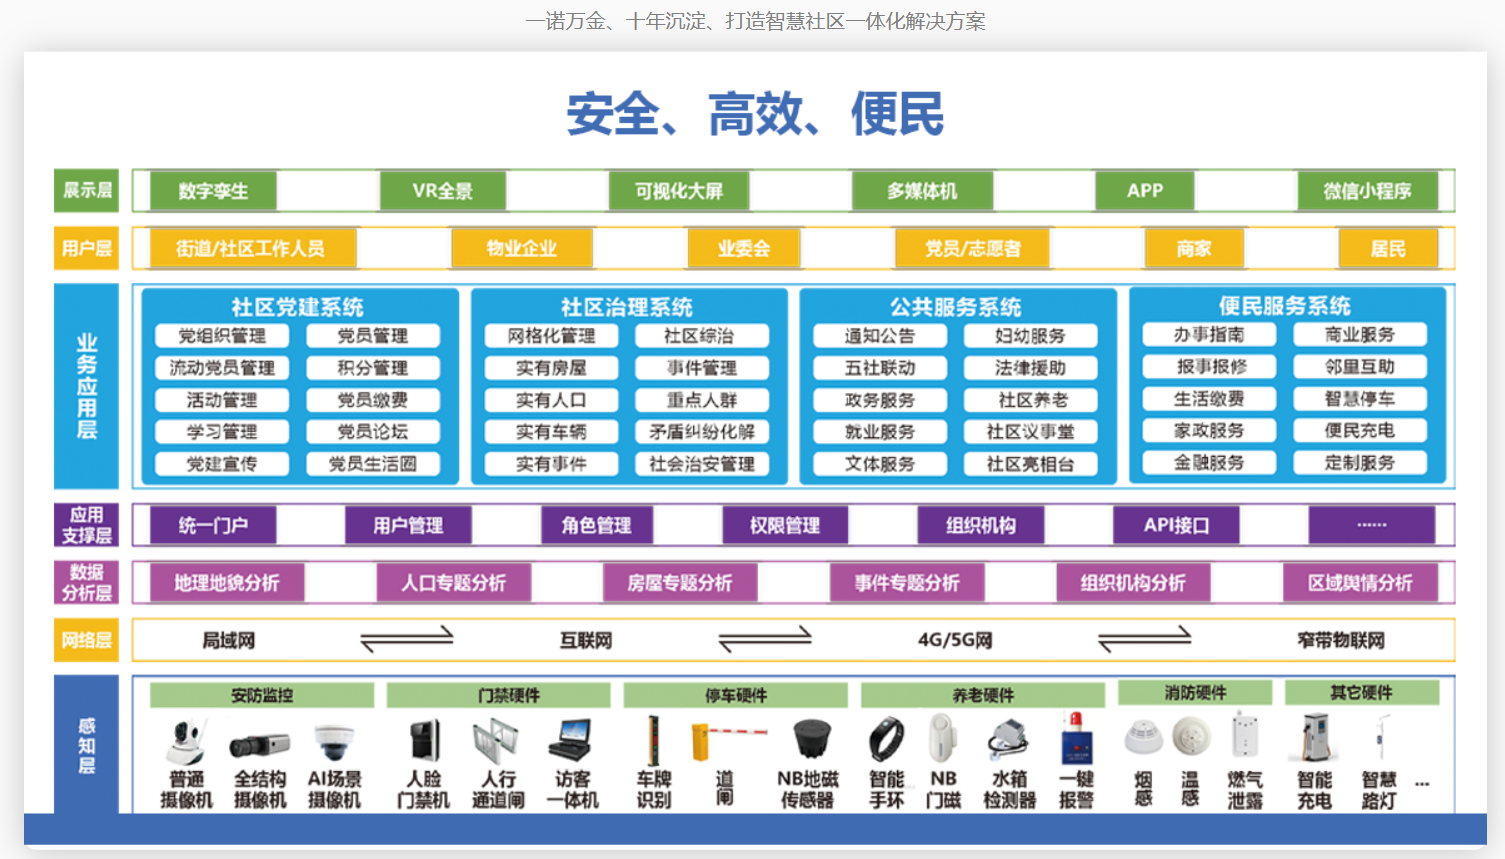 一诺万金、十年沉淀、打造智慧社区一体化解决方案
安全、高效、便民
展示层
数字孪生
VR全景
可视化大屏
多媒体机
APP
微信小程序
用户层
街道/社区工作人员
物业企业
业委会
党员/志愿者
商家
居民
业务应用层
社区党建系统
党组织管理
党员管理
流动党员管理
积分管理
活动管理
党员缴费
学习管理
党员论坛
党建宣传
党员生活圈
社区治理系统
网格化管理
社区综治
实有房屋
事件管理
实有人口
重点人群
实有车辆
矛盾纠纷化解
实有事件
社会治安管理
公共服务系统
通知公告
妇幼服务
五社联动
法律援助
政务服务
社区养老
就业服务
社区议事堂
文体服务
社区亮相台
便民服务系统
办事指南
商业服务
报事报修
邻里互助
生活缴费
智慧停车
家政服务
便民充电
金融服务
定制服务
应用
支撑层
统一门户
用户管理
角色管理
权限管理
组织机构
API接口
······
数据
分析层
地理地貌分析
人口专题分析
房屋专题分析
事件专题分析
组织机构分析
区域舆情分析
网络层
局域网
互联网
4G/5G网
窄带物联网
感知层
安防监控
普通
摄像机
全结构
摄像机
AI场景
摄像机
门禁硬件
人脸
门禁机
人行
通道闸
访客
一体机
停车硬件
车牌
识别
道闸
NB地磁
传感器
养老硬件
智能
手环
NB
门磁
水箱
检测器
一键
报警
消防硬件
烟感
温感
燃气
泄露
其它硬件
智能
充电
智慧
路灯
...